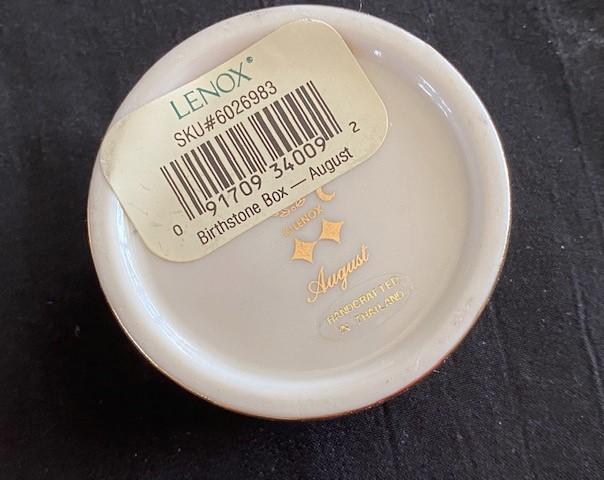 LENOX®
SKU#6026983
0 91709 34009 2
Birthstone Box — August
©LENOX
August
HANDCRAFTED
THAILAND